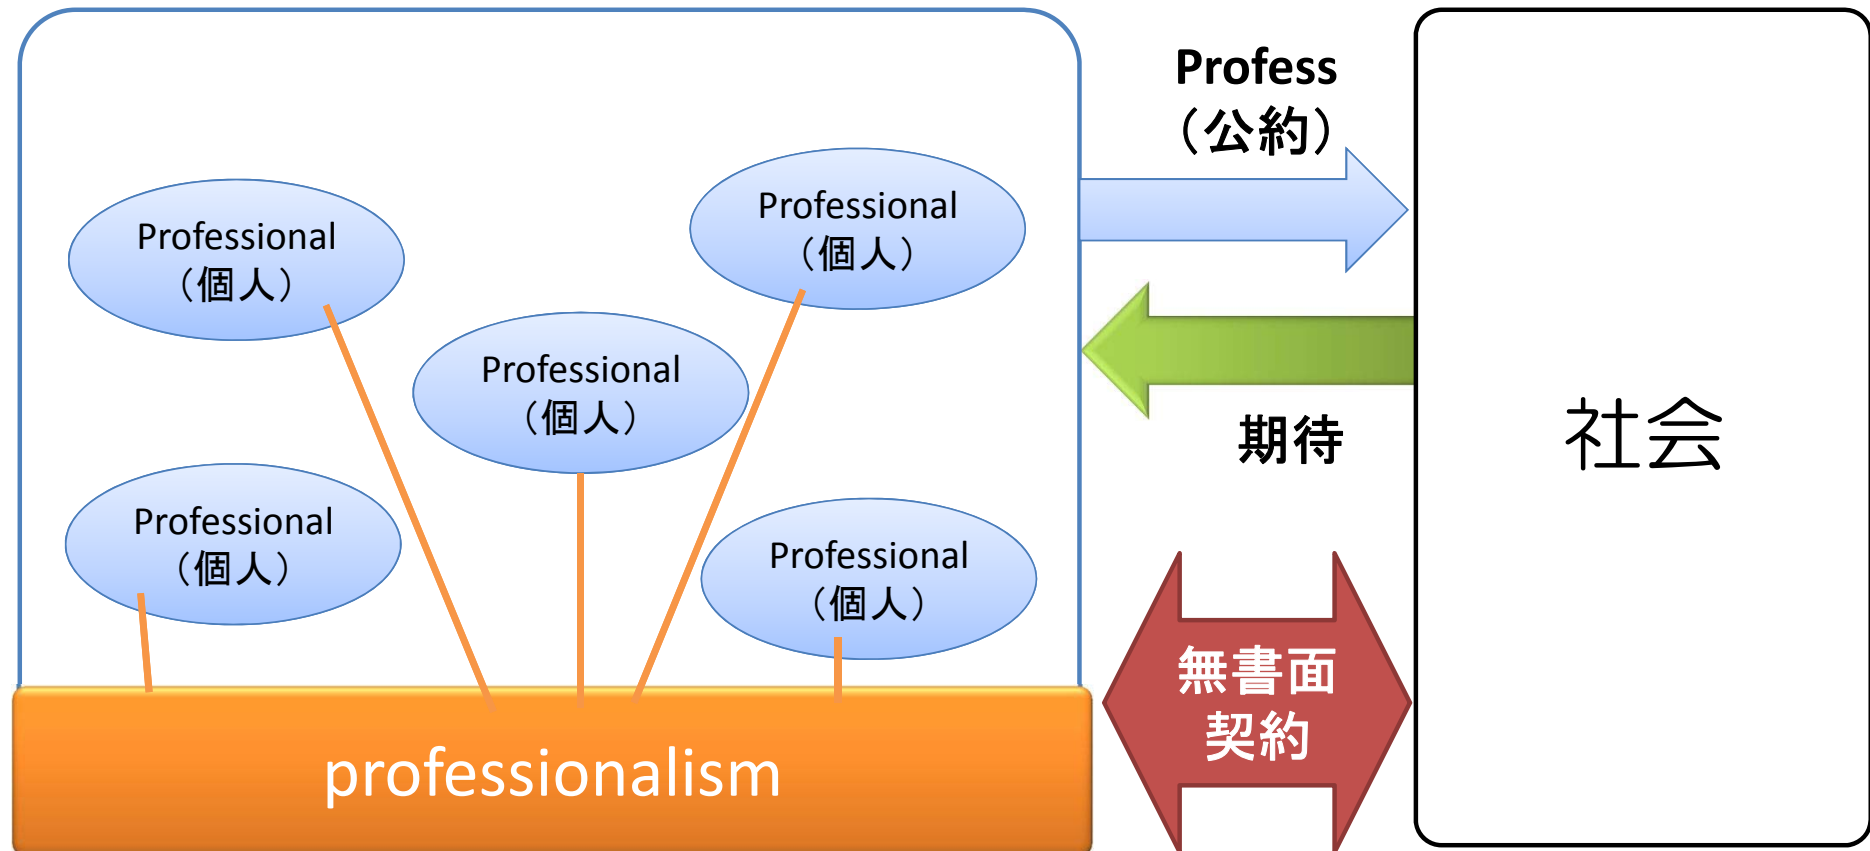 Profess
（公約）
Professional
（個人）
Professional
（個人）
Professional
（個人）
Professional
（個人）
Professional
（個人）
professionalism
期待
無書面
契約
社会